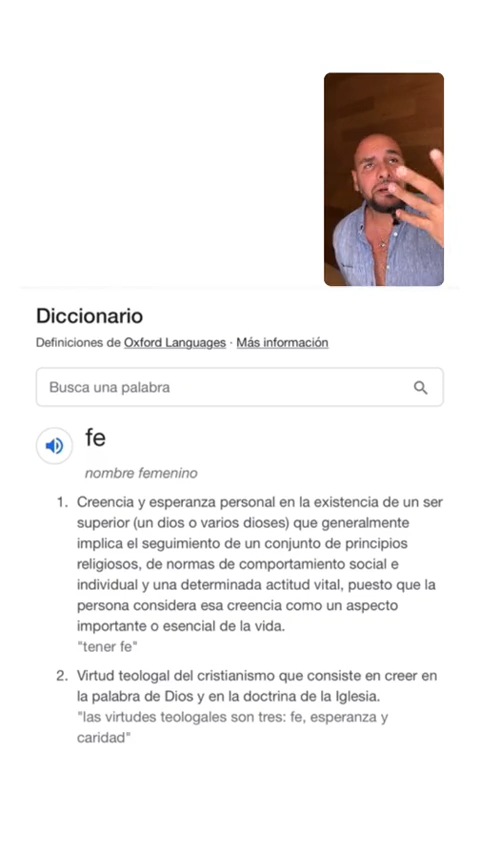 Diccionario
Definiciones de Oxford Languages · Más información
Busca una palabra
fe
nombre femenino
1. Creencia y esperanza personal en la existencia de un ser
superior (un dios o varios dioses) que generalmente
implica el seguimiento de un conjunto de principios
religiosos, de normas de comportamiento social e
individual y una determinada actitud vital, puesto que la
persona considera esa creencia como un aspecto
importante o esencial de la vida.
"tener fe"
2. Virtud teologal del cristianismo que consiste en creer en
la palabra de Dios y en la doctrina de la Iglesia.
"las virtudes teologales son tres: fe, esperanza y
caridad"